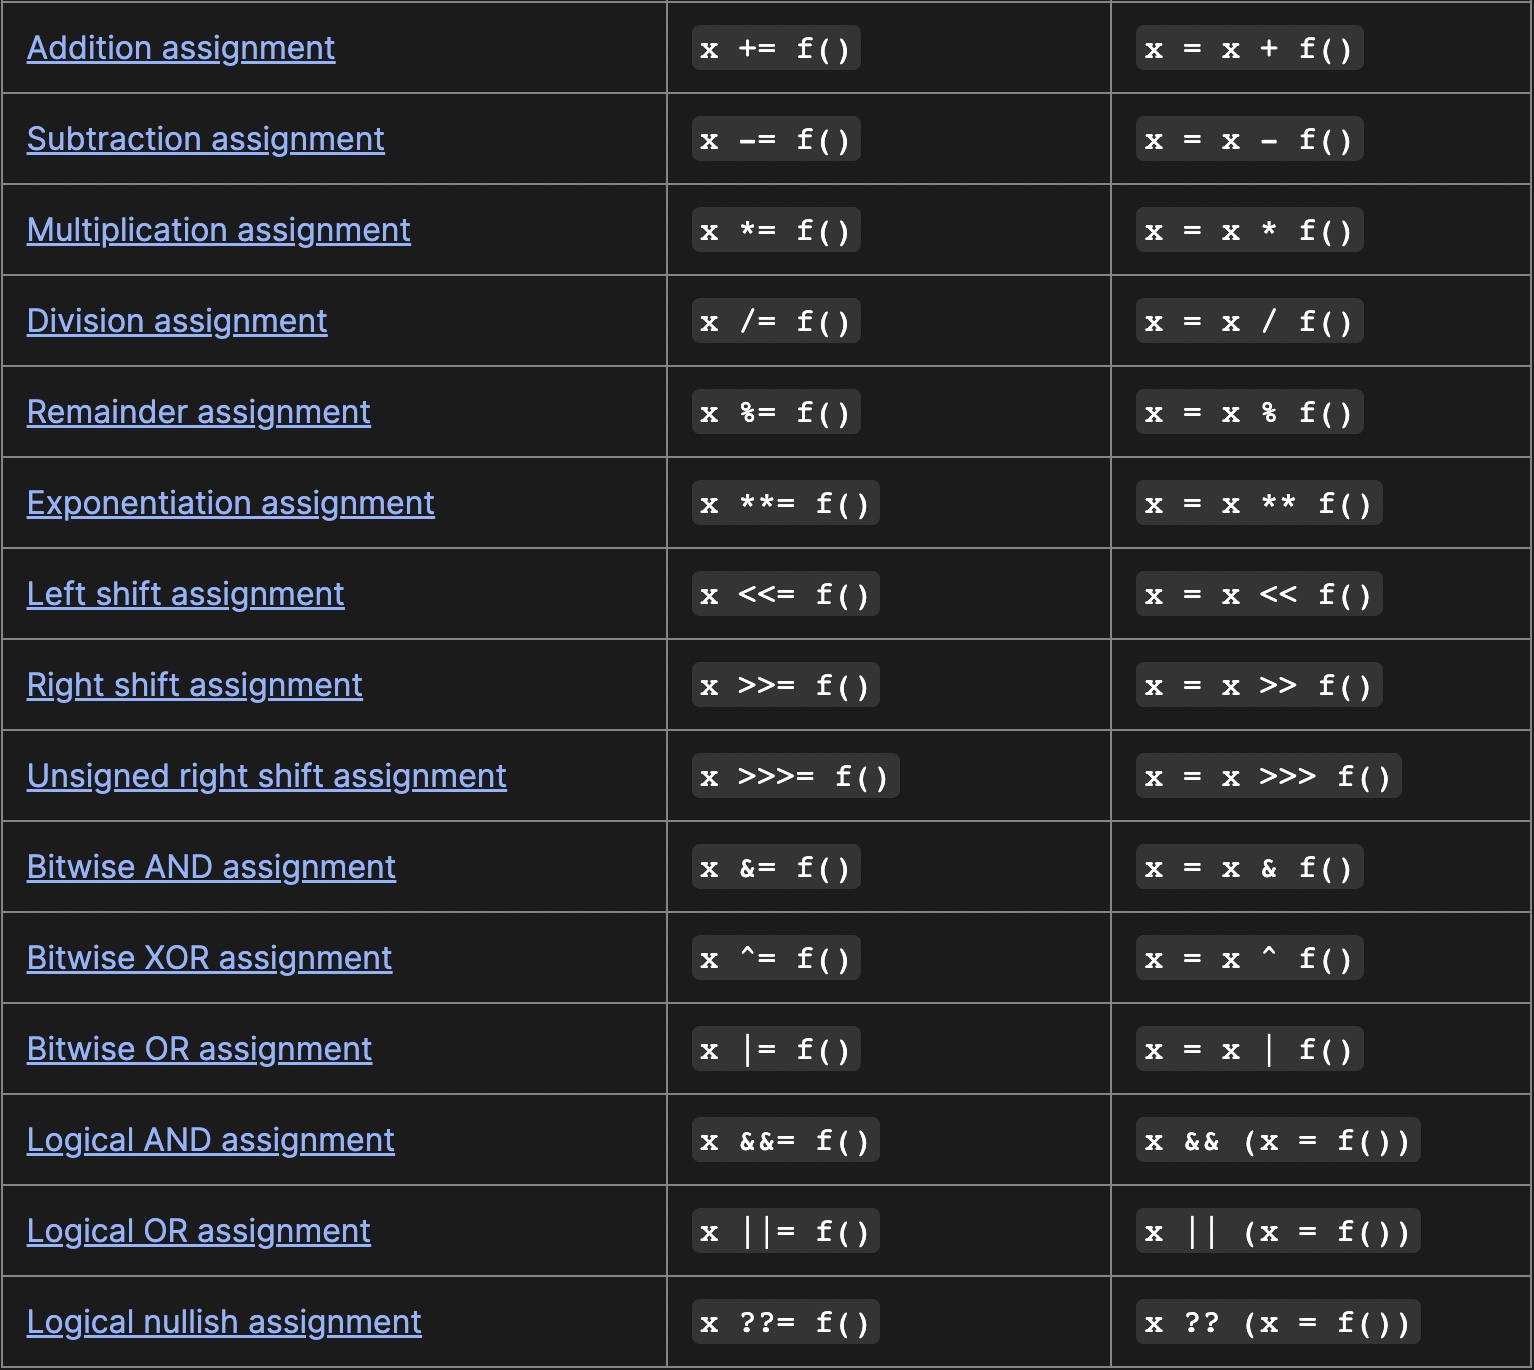 Addition assignment x += f() x = x + f()
Subtraction assignment x -= f() x = x - f()
Multiplication assignment x *= f() x = x * f()
Division assignment x /= f() x = x / f()
Remainder assignment x %= f() x = x % f()
Exponentiation assignment x **= f() x = x ** f()
Left shift assignment x <<= f() x = x << f()
Right shift assignment x >>= f() x = x >> f()
Unsigned right shift assignment x >>>= f() x = x >>> f()
Bitwise AND assignment x &= f() x = x & f()
Bitwise XOR assignment x ^= f() x = x ^ f()
Bitwise OR assignment x |= f() x = x | f()
Logical AND assignment x &&= f() x && (x = f())
Logical OR assignment x ||= f() x || (x = f())
Logical nullish assignment x ??= f() x ?? (x = f())